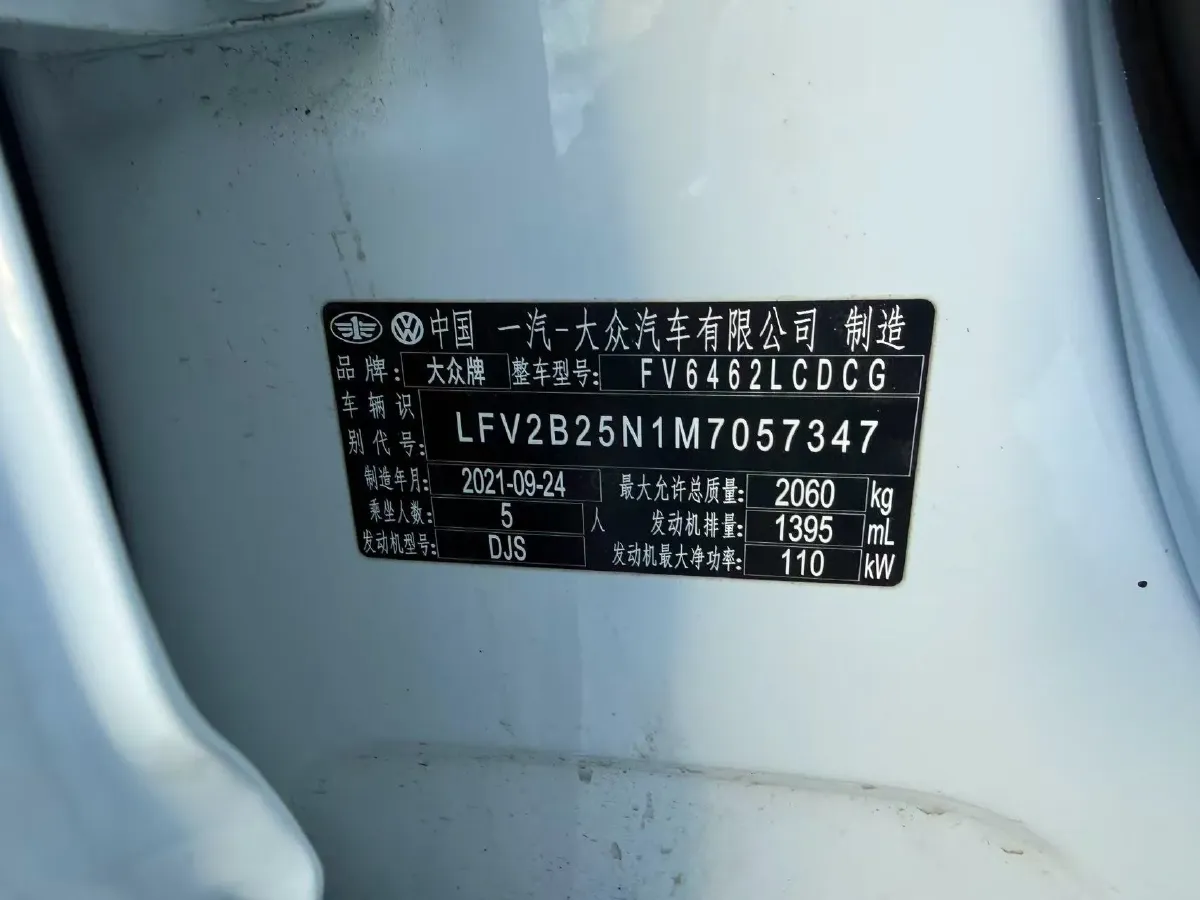 中国 一汽-大众汽车有限公司 制造
品牌: 大众牌 整车型号: FV6462LCDCG
车辆识别代号: LFV2B25N1M7057347
制造年月: 2021-09-24 最大允许总质量: 2060 kg
乘坐人数: 5 人 发动机排量: 1395 mL
发动机型号: DJS 发动机最大净功率: 110 kW